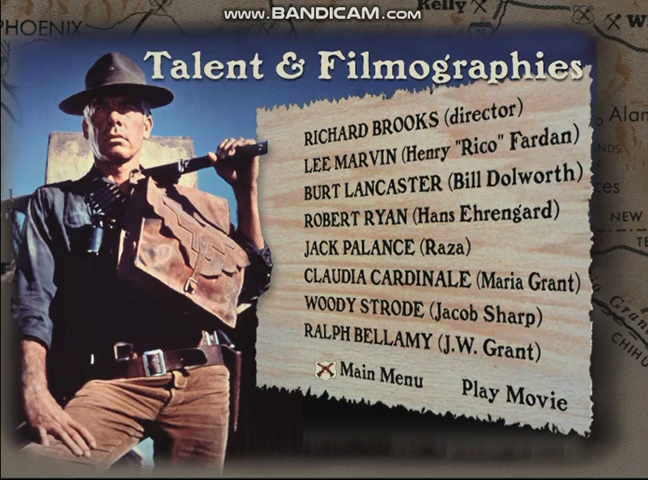 www.BANDICAM.com
PHOENIX
Kelly
Talent & Filmographies
RICHARD BROOKS (director)
LEE MARVIN (Henry "Rico" Fardan)
BURT LANCASTER (Bill Dolworth)
ROBERT RYAN (Hans Ehrengard)
JACK PALANCE (Raza)
CLAUDIA CARDINALE (Maria Grant)
WOODY STRODE (Jacob Sharp)
RALPH BELLAMY (J.W. Grant)
Main Menu
Play Movie
NEW